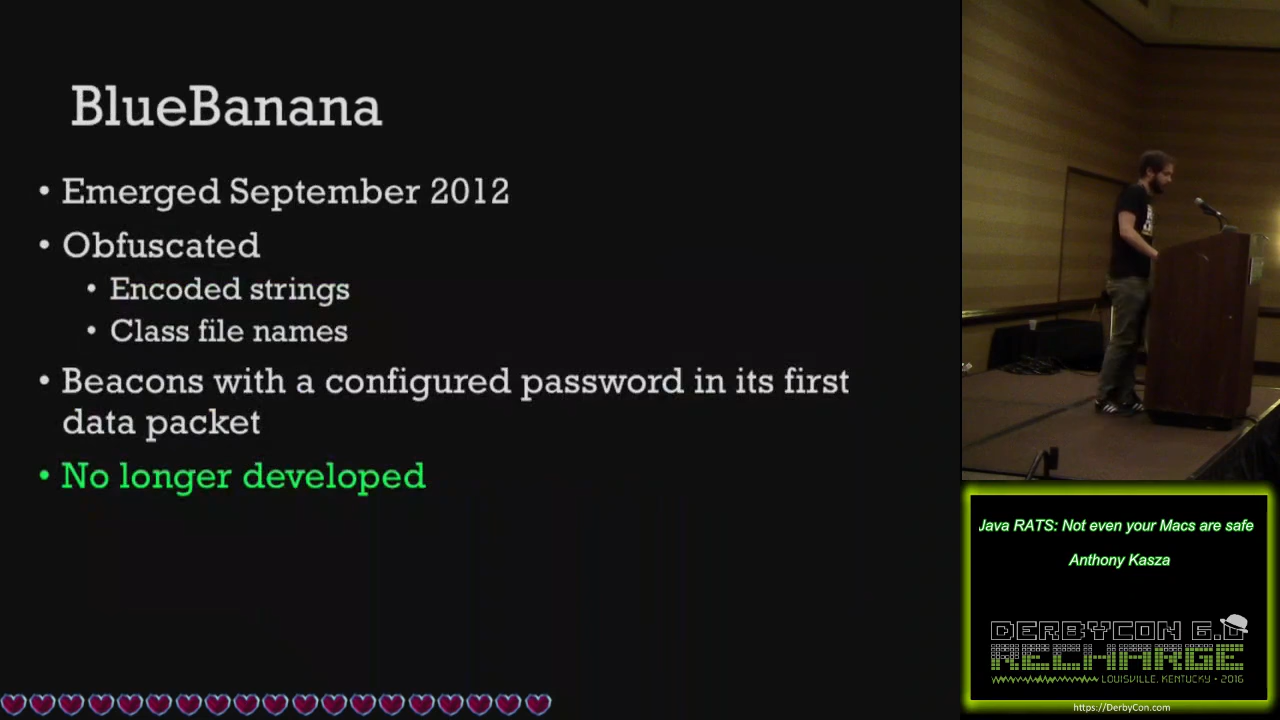 BlueBanana
• Emerged September 2012
• Obfuscated
• Encoded strings
• Class file names
• Beacons with a configured password in its first
data packet
• No longer developed
Java RATS: Not even your Macs are safe
Anthony Kasza
DERBYCON 6.0
RECHARGE
LOUISVILLE, KENTUCKY • 2016
https://DerbyCon.com